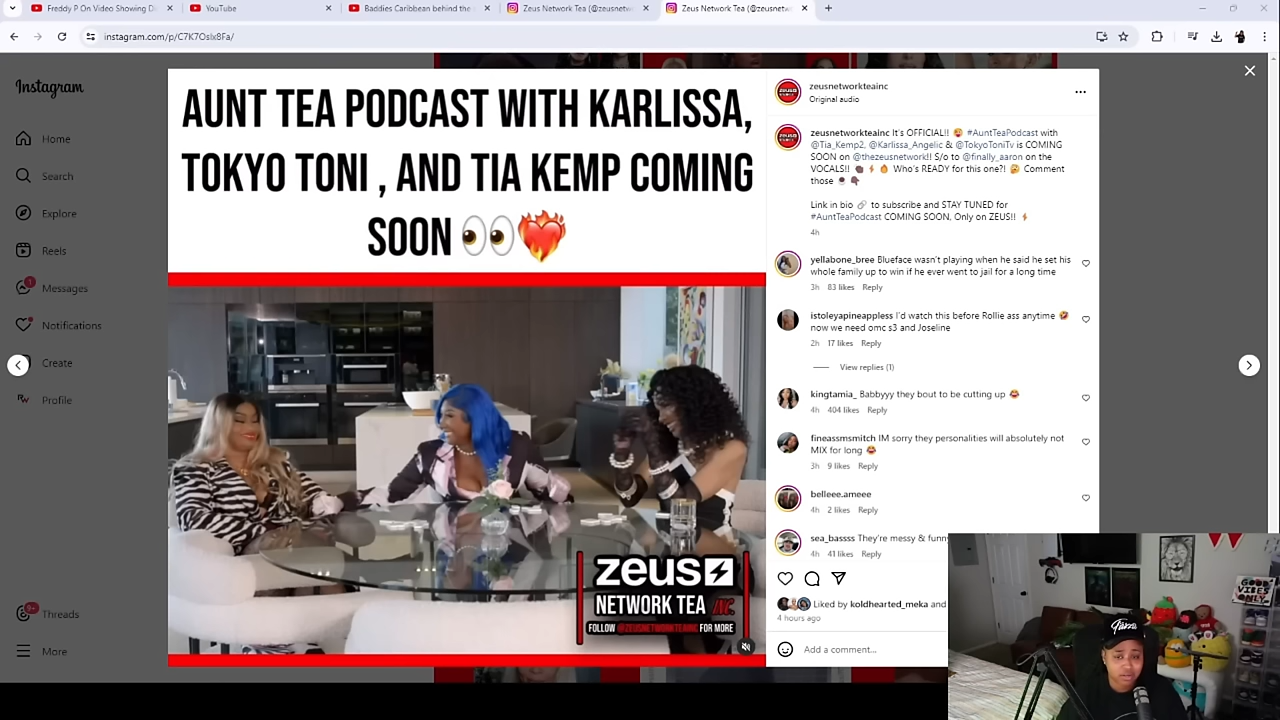 Freddy P On Video Showing Di
YouTube
Baddies Caribbean behind the
Zeus Network Tea (@zeusnetw
Zeus Network Tea (@zeusnetw
instagram.com/p/C7K7Oslx8Fa/
Instagram
Home
Search
Explore
Reels
1
Messages
Notifications
Create
Profile
9+
Threads
More
AUNT TEA PODCAST WITH KARLISSA,
TOKYO TONI , AND TIA KEMP COMING
SOON 👀❤️‍🔥
zeus
NETWORK TEA INC
FOLLOW @ZEUSNETWORKTEAINC FOR MORE
zeusnetworkteainc
Original audio
zeusnetworkteainc It's OFFICIAL!! #AuntTeaPodcast with
@Tia_Kemp2, @Karlissa_Angelic & @TokyoToniTv is COMING
SOON on @thezeusnetwork!! S/o to @finally_aaron on the
VOCALS!! Who's READY for this one?! Comment
those
Link in bio 🔗 to subscribe and STAY TUNED for
#AuntTeaPodcast COMING SOON, Only on ZEUS!! ⚡
4h
yellabone_bree Blueface wasn't playing when he said he set his
whole family up to win if he ever went to jail for a long time
3h 83 likes Reply
istoleyapineappless I'd watch this before Rollie ass anytime 🤣
now we need omc s3 and Joseline
2h 17 likes Reply
View replies (1)
kingtamia_ Babbyyy they bout to be cutting up 😂
4h 404 likes Reply
fineassmsmitch IM sorry they personalities will absolutely not
MIX for long 😂
3h 9 likes Reply
belleee.ameee
4h 2 likes Reply
sea_bassss They're messy & funn
4h 41 likes Reply
Liked by koldhearted_meka and
4 hours ago
Add a comment...
GOOD
VIBES
ONLY